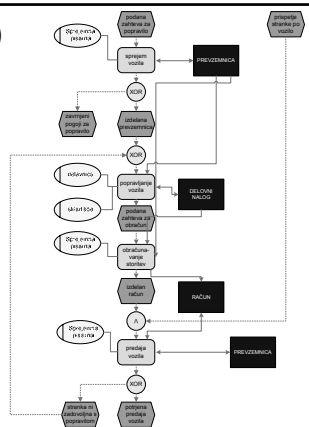 podana
zahteva za
popravilo
prispetje
stranke po
vozilo
sprejem
vozila
PREVZEMNICA
XOR
zavrnjeni
pogoji za
popravilo
izdelana
prevzemnica
XOR
popravljanje
vozila
DELOVNI
NALOG
podana
zahteva za
obračun
obračuna-
vanje
storitev
izdelan
račun
RAČUN
Λ
predaja
vozila
PREVZEMNICA
XOR
stranka ni
zadovoljna s
popravilom
potrjena
predaja
vozila